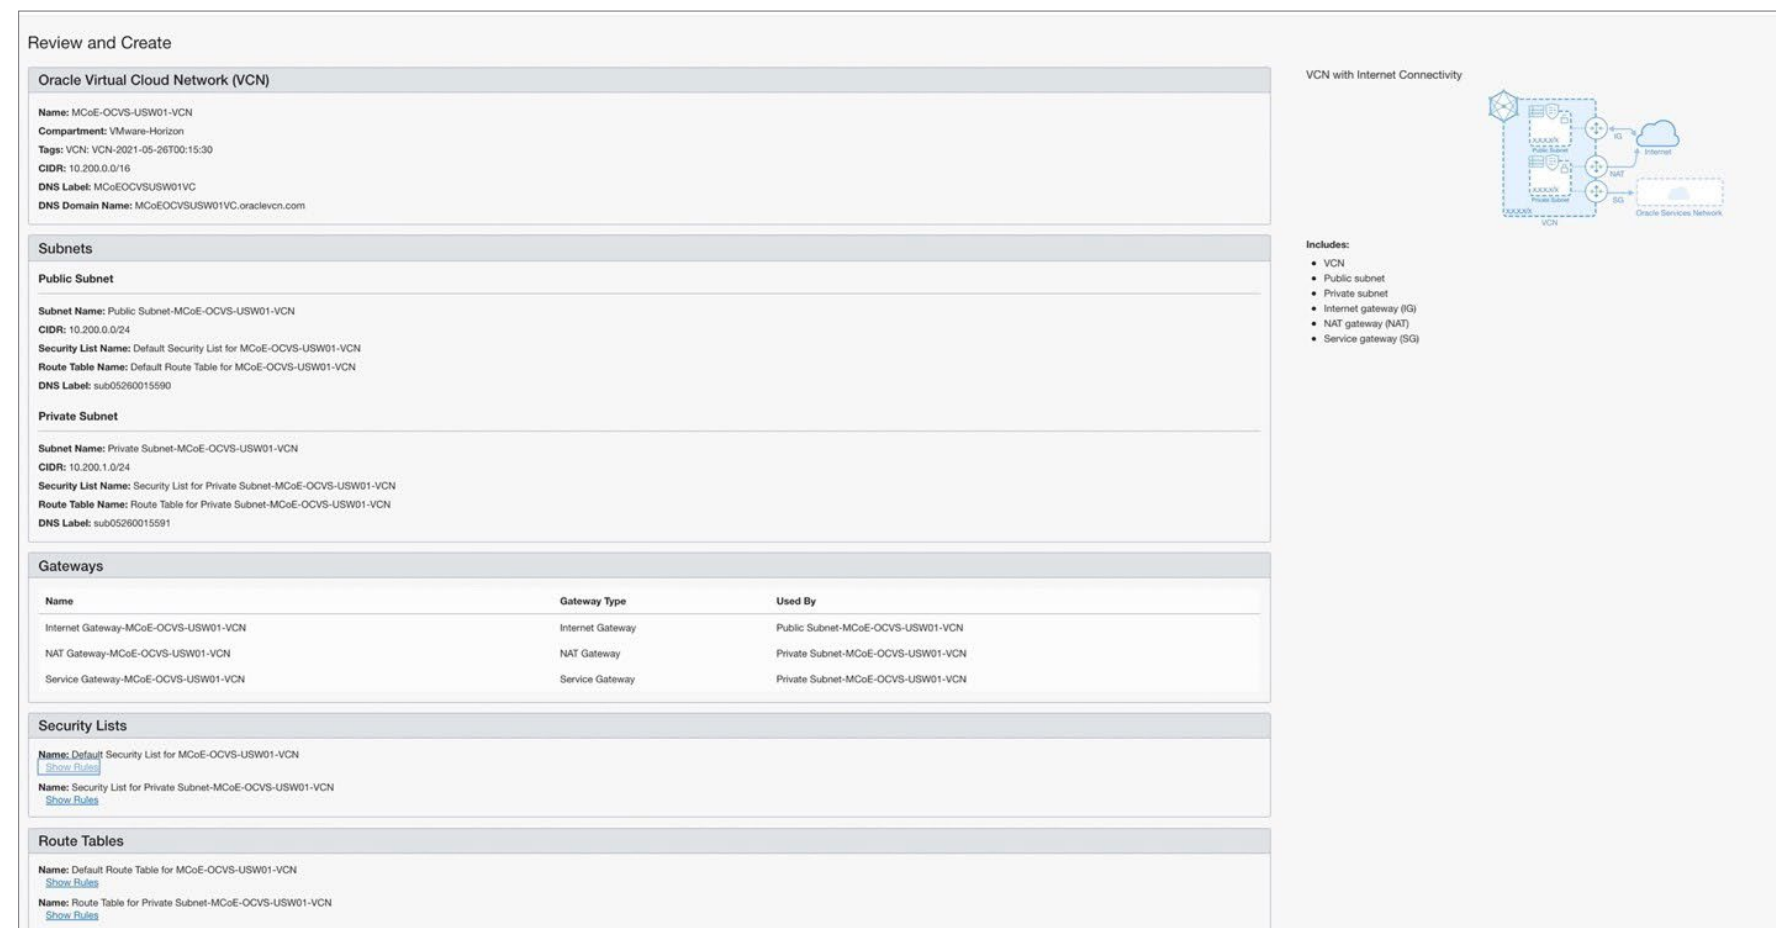 Review and Create
Oracle Virtual Cloud Network (VCN)
Name: MCoE-OCVS-USW01-VCN
Compartment: VMware-Horizon
Tags: VCN: VCN-2021-05-26T00:15:30
CIDR: 10.200.0.0/16
DNS Label: MCoEOCVSUSW01VC
DNS Domain Name: MCoEOCVSUSW01VC.oraclevcn.com
Subnets
Public Subnet
Subnet Name: Public Subnet-MCoE-OCVS-USW01-VCN
CIDR: 10.200.0.0/24
Security List Name: Default Security List for MCoE-OCVS-USW01-VCN
Route Table Name: Default Route Table for MCoE-OCVS-USW01-VCN
DNS Label: sub05260015590
Private Subnet
Subnet Name: Private Subnet-MCoE-OCVS-USW01-VCN
CIDR: 10.200.1.0/24
Security List Name: Security List for Private Subnet-MCoE-OCVS-USW01-VCN
Route Table Name: Route Table for Private Subnet-MCoE-OCVS-USW01-VCN
DNS Label: sub05260015591
Gateways
Name Gateway Type Used By
Internet Gateway-MCoE-OCVS-USW01-VCN Internet Gateway Public Subnet-MCoE-OCVS-USW01-VCN
NAT Gateway-MCoE-OCVS-USW01-VCN NAT Gateway Private Subnet-MCoE-OCVS-USW01-VCN
Service Gateway-MCoE-OCVS-USW01-VCN Service Gateway Private Subnet-MCoE-OCVS-USW01-VCN
Security Lists
Name: Default Security List for MCoE-OCVS-USW01-VCN
Show Rules
Name: Security List for Private Subnet-MCoE-OCVS-USW01-VCN
Show Rules
Route Tables
Name: Default Route Table for MCoE-OCVS-USW01-VCN
Show Rules
Name: Route Table for Private Subnet-MCoE-OCVS-USW01-VCN
Show Rules
VCN with Internet Connectivity
X.X.X.X/X
Public Subnet
IG
Internet
X.X.X.X/X
Private Subnet
NAT
SG
Oracle Services Network
X.X.X.X/X
VCN
Includes:
• VCN
• Public subnet
• Private subnet
• Internet gateway (IG)
• NAT gateway (NAT)
• Service gateway (SG)